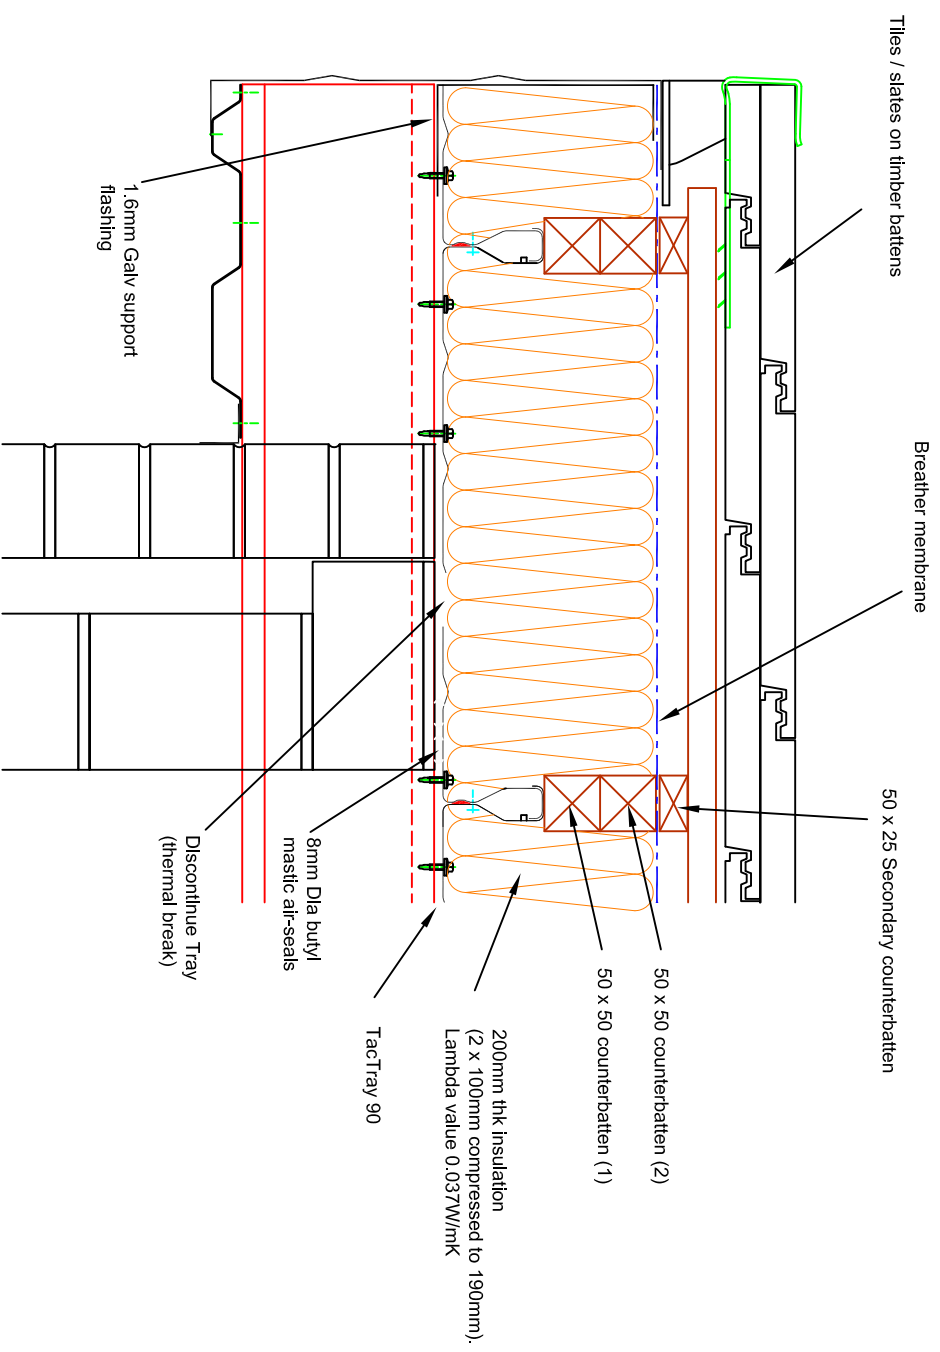 Tiles / slates on timber battens
Breather membrane
50 x 25 Secondary counterbatten
50 x 50 counterbatten (2)
50 x 50 counterbatten (1)
200mm thk insulation
(2 x 100mm compressed to 190mm).
Lambda value 0.037W/mK
TacTray 90
8mm Dia butyl
mastic air-seals
Discontinue Tray
(thermal break)
1.6mm Galv support
flashing